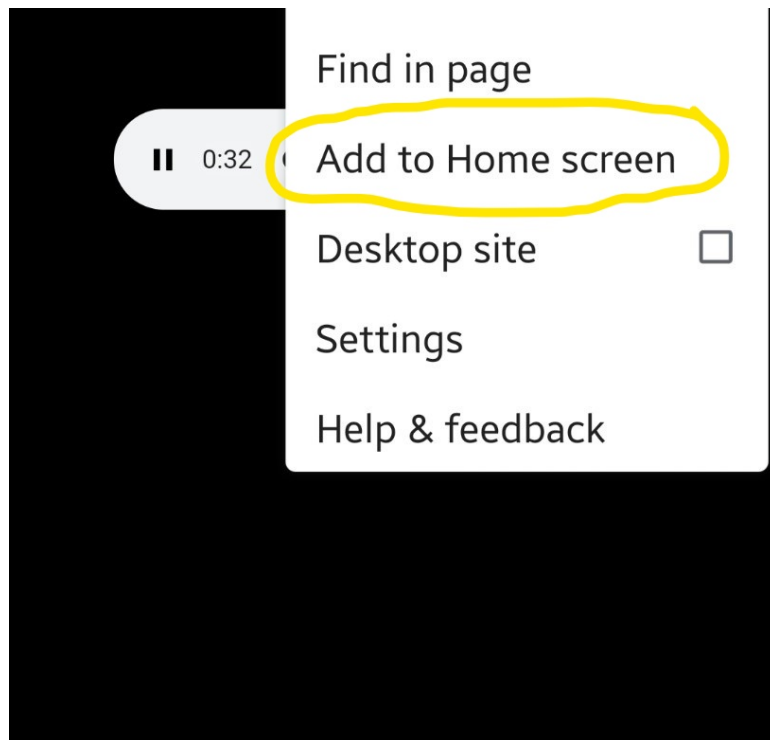 Find in page
0:32
Add to Home screen
Desktop site
Settings
Help & feedback